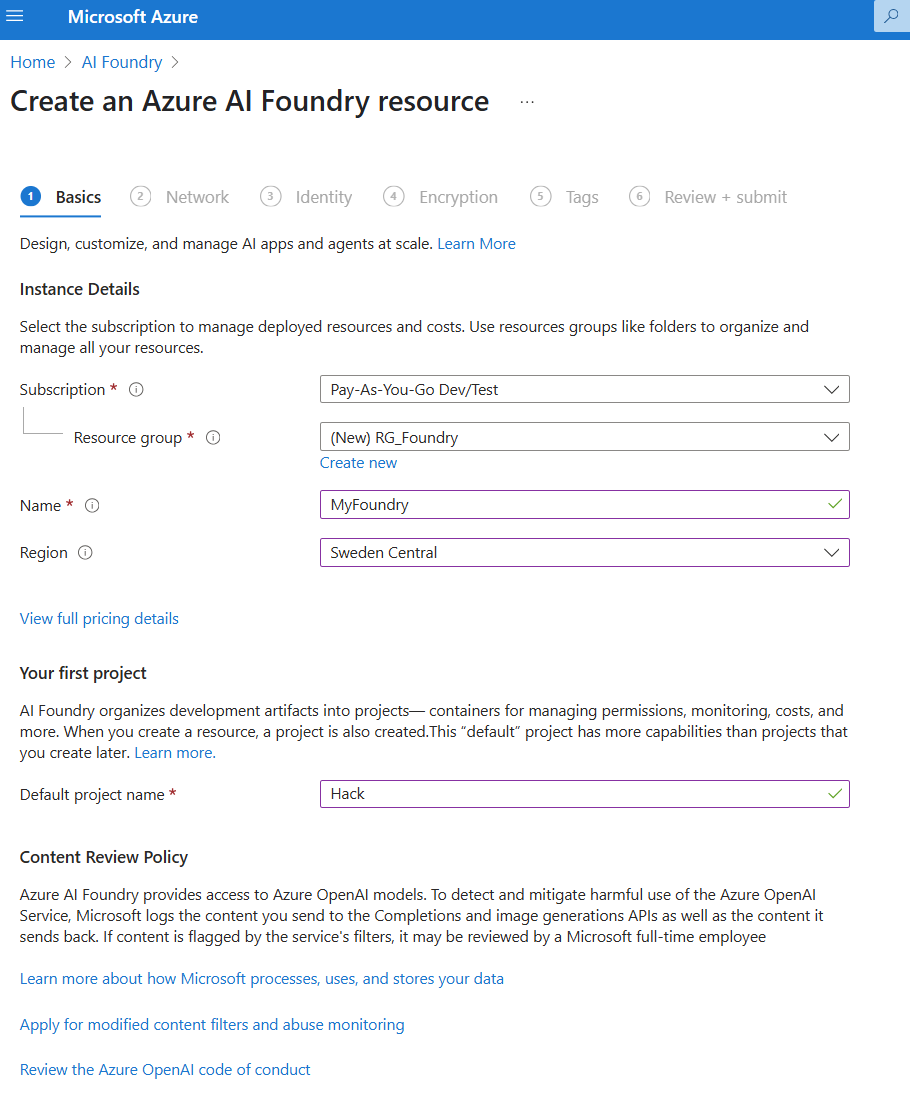 Microsoft Azure
Home > AI Foundry >
Create an Azure AI Foundry resource ...
1 Basics 2 Network 3 Identity 4 Encryption 5 Tags 6 Review + submit
Design, customize, and manage AI apps and agents at scale. Learn More
Instance Details
Select the subscription to manage deployed resources and costs. Use resources groups like folders to organize and
manage all your resources.
Subscription * Pay-As-You-Go Dev/Test
Resource group * (New) RG_Foundry
Create new
Name * MyFoundry
Region Sweden Central
View full pricing details
Your first project
AI Foundry organizes development artifacts into projects— containers for managing permissions, monitoring, costs, and
more. When you create a resource, a project is also created.This “default” project has more capabilities than projects that
you create later. Learn more.
Default project name * Hack
Content Review Policy
Azure AI Foundry provides access to Azure OpenAI models. To detect and mitigate harmful use of the Azure OpenAI
Service, Microsoft logs the content you send to the Completions and image generations APIs as well as the content it
sends back. If content is flagged by the service's filters, it may be reviewed by a Microsoft full-time employee
Learn more about how Microsoft processes, uses, and stores your data
Apply for modified content filters and abuse monitoring
Review the Azure OpenAI code of conduct